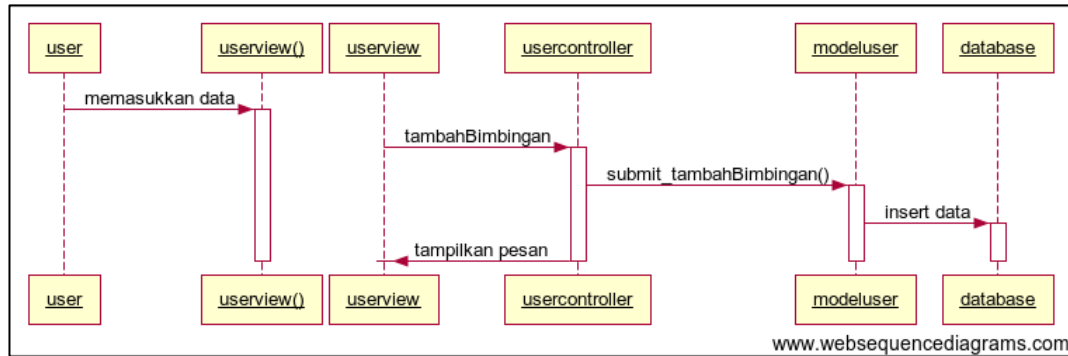 user
userview()
userview
usercontroller
modeluser
database
memasukkan data
tambahBimbingan
submit_tambahBimbingan()
insert data
tampilkan pesan
user
userview()
userview
usercontroller
modeluser
database
www.websequencediagrams.com